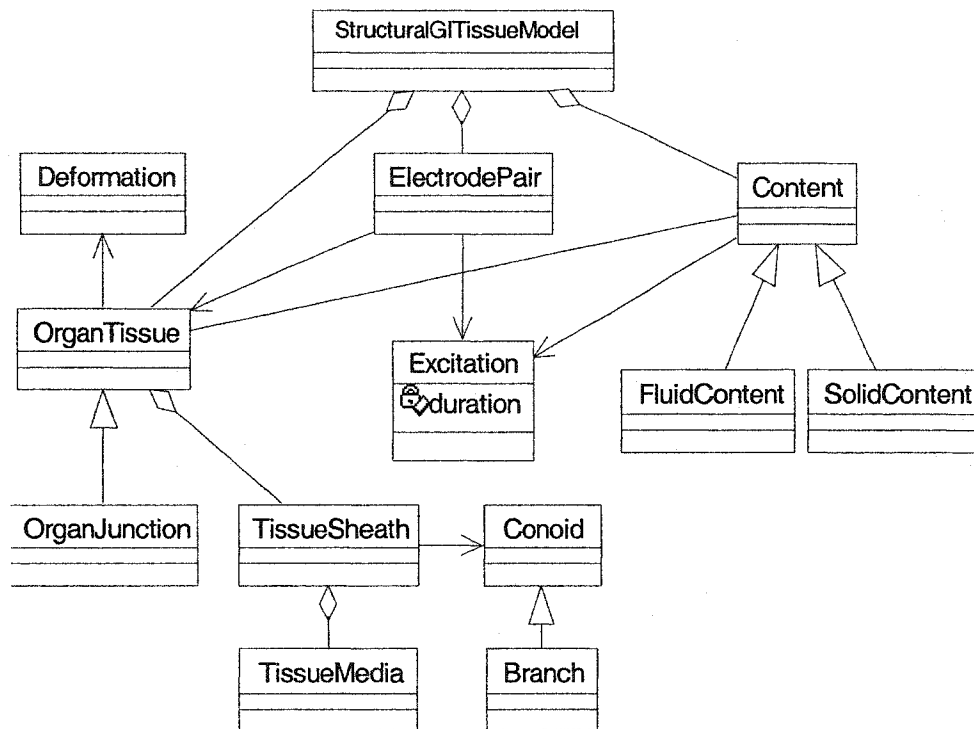 StructuralGITissueModel
Deformation
ElectrodePair
Content
OrganTissue
Excitation
duration
FluidContent
SolidContent
OrganJunction
TissueSheath
Conoid
TissueMedia
Branch